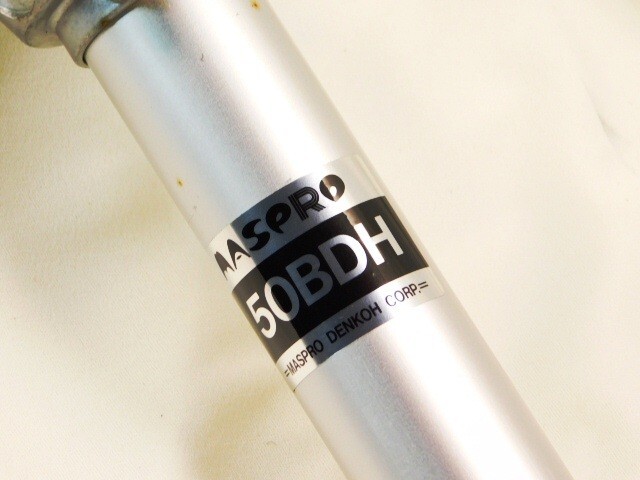 MASPRO
50BDH
=MASPRO DENKOH CORP.=